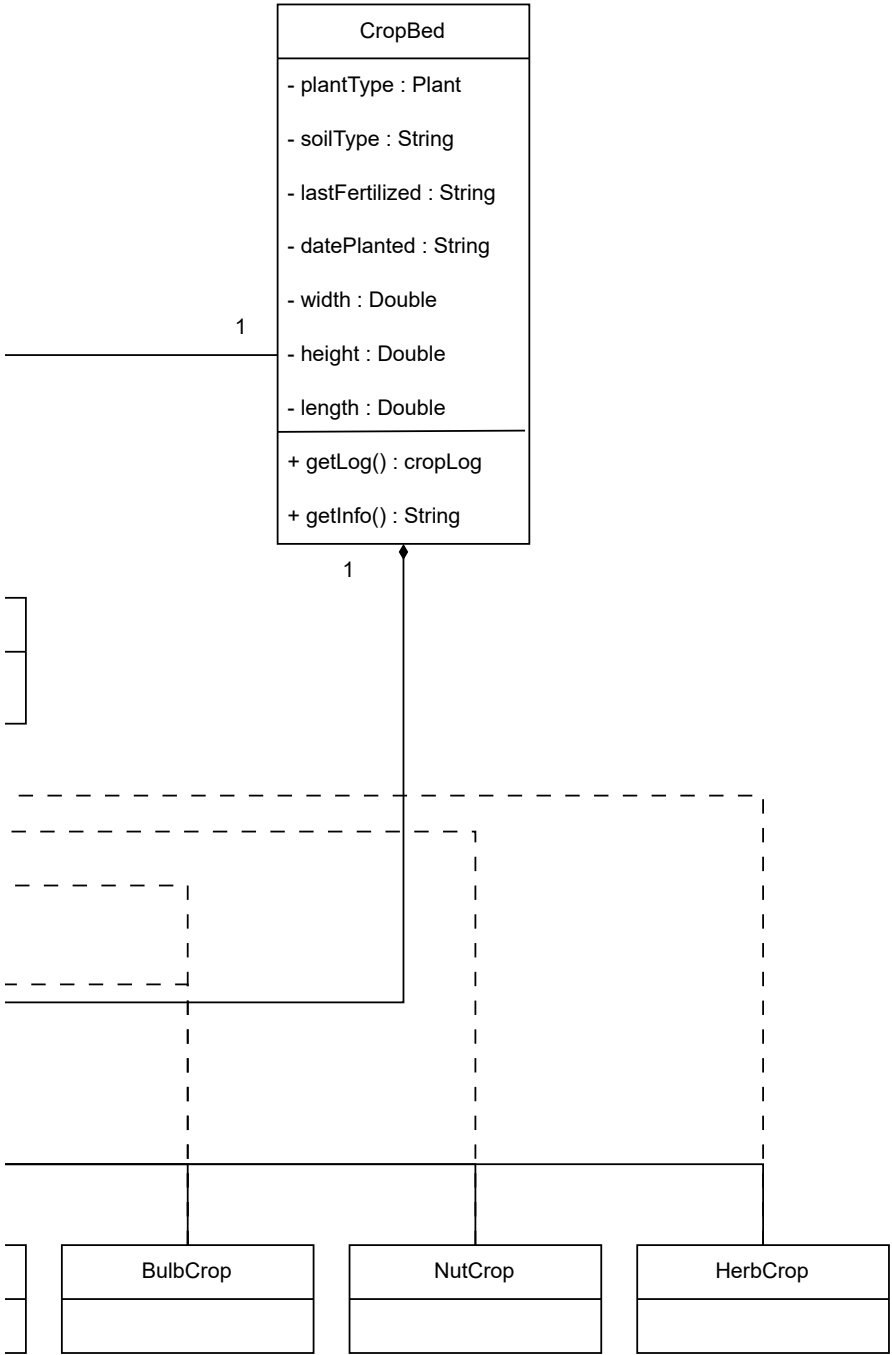 CropBed
- plantType : Plant
- soilType : String
- lastFertilized : String
- datePlanted : String
- width : Double
1
- height : Double
- length : Double
+ getLog() : cropLog
+ getInfo() : String
1
BulbCrop
NutCrop
HerbCrop